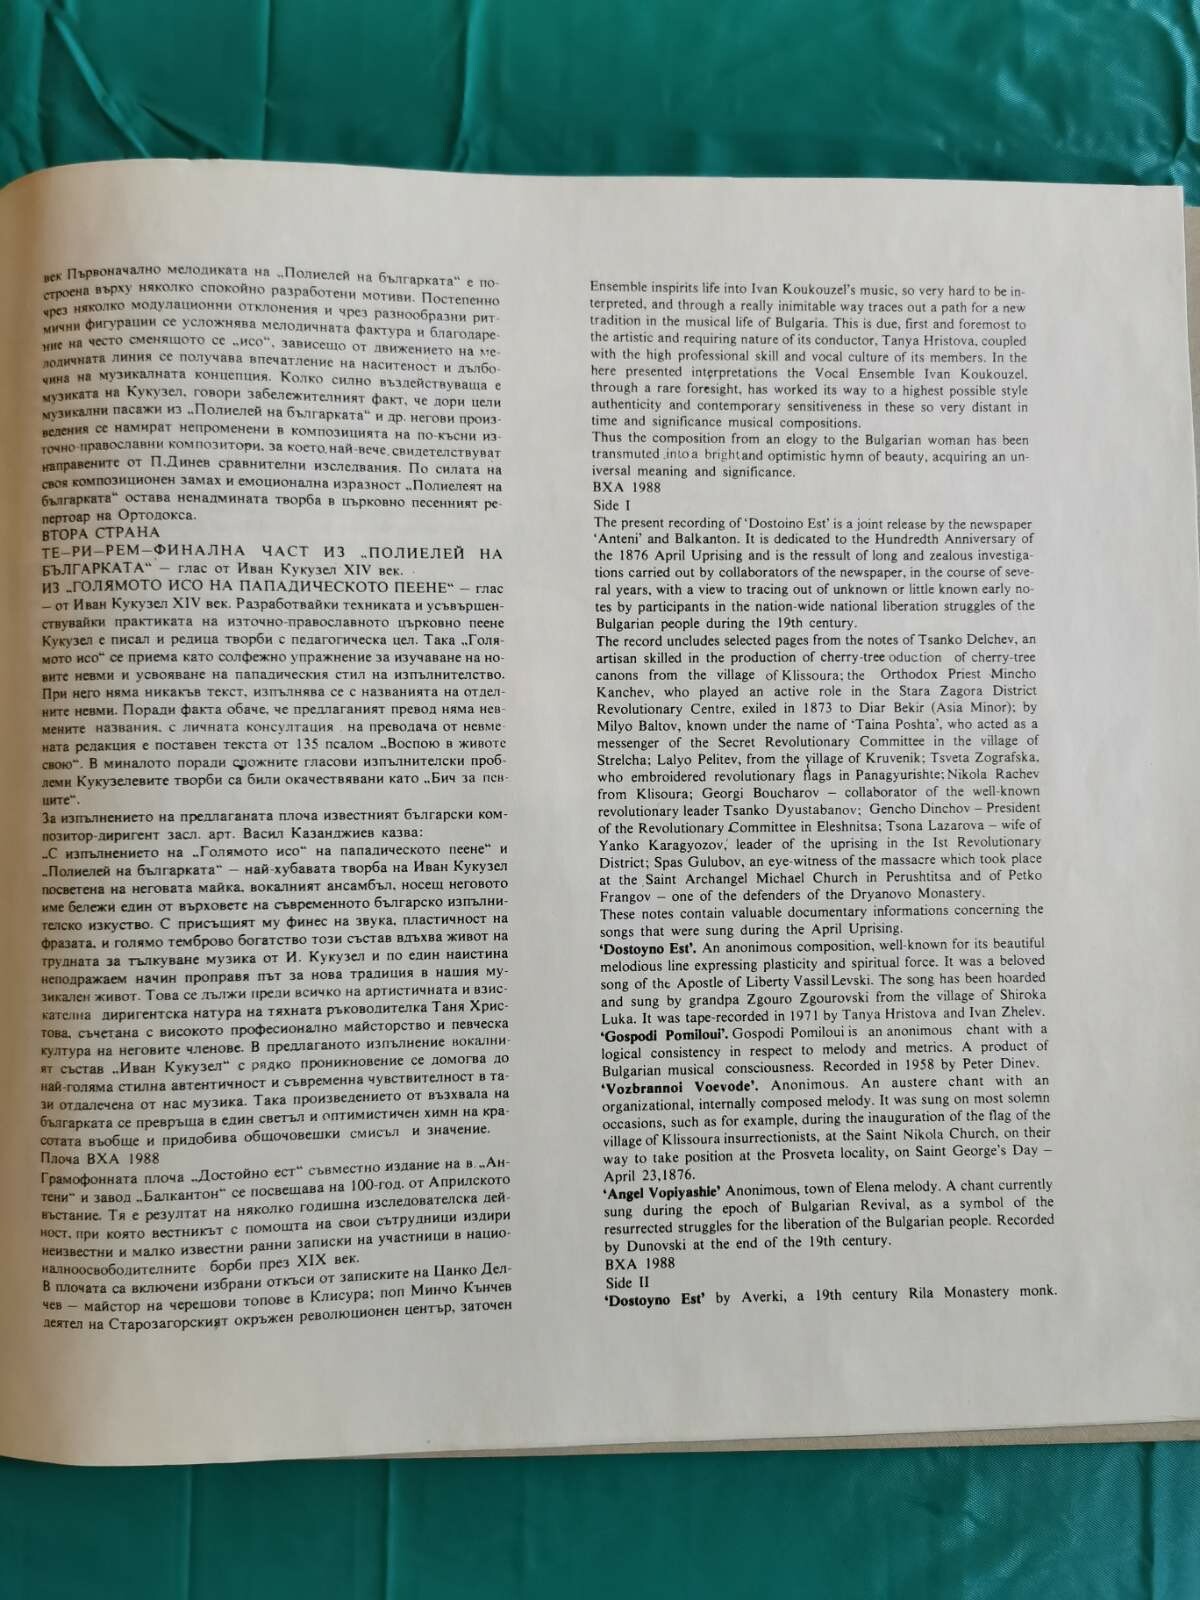 век Първоначално мелодиката на „Полиелей на българката“ е по-
строена върху няколко спокойно разработени мотиви. Постепенно
чрез няколко модулационни отклонения и чрез разнообразни рит-
мични фигурации се усложнява мелодичната фактура и благодаре-
ние на често сменящото се „исо“, зависещо от движението на ме-
лодичната линия се получава впечатление на наситеност и дълбо-
чина на музикалната концепция. Колко силно въздействуваща е
музиката на Кукузел, говори забележителният факт, че дори цели
музикални пасажи из „Полиелей на българката“ и др. негови произ-
ведения се намират непроменени в композицията на по-късни из-
точно-православни композитори, за което най-вече свидетелствуват
направените от П.Динев сравнителни изследвания. По силата на
своя композиционен замах и емоционална изразност „Полиелеят на
българката“ остава ненадмината творба в църковно песенният ре-
пертоар на Ортодокса.
ВТОРА СТРАНА
ТЕ–РИ–РЕМ–ФИНАЛНА ЧАСТ ИЗ „ПОЛИЕЛЕЙ НА
БЪЛГАРКАТА“ – глас от Иван Кукузел XIV век.
ИЗ „ГОЛЯМОТО ИСО НА ПАПАДИЧЕСКОТО ПЕЕНЕ“ – глас
– от Иван Кукузел XIV век. Разработвайки техниката и усъвършен-
ствувайки практиката на източно-православното църковно пеене
Кукузел е писал и редица творби с педагогическа цел. Така „Голя-
мото исо“ се приема като солфежно упражнение за изучаване на но-
вите невми и усвояване на пападическия стил на изпълнителство.
При него няма никакъв текст, изпълнява се с названията на отдел-
ните невми. Поради факта обаче, че предлаганият превод няма нев-
мените названия, с личната консултация на преводача от невме-
ната редакция е поставен текста от 135 псалом „Воспою в животе
свою“. В миналото поради сложните гласови изпълнителски проб-
леми Кукузелевите творби са били окачествявани като „Бич за пев-
ците“.
За изпълнението на предлаганата плоча известният български ком-
позитор-диригент засл. арт. Васил Казанджиев казва:
„С изпълнението на „Голямото исо“ на пападическото пеене“ и
„Полиелей на българката“ – най-хубавата творба на Иван Кукузел
посветена на неговата майка, вокалният ансамбъл, носещ неговото
име бележи един от върховете на съвременното българско изпълни-
телско изкуство. С присъщият му финес на звука, пластичност на
фразата, и голямо темброво богатство този състав вдъхва живот на
трудната за тълкуване музика от И. Кукузел и по един наистина
неподражаем начин проправя път за нова традиция в нашия му-
зикален живот. Това се дължи преди всичко на артистичната и взис-
кателна диригентска натура на тяхната ръководителка Таня Хрис-
това, съчетана с високото професионално майсторство и певческа
култура на неговите членове. В предлаганото изпълнение вокални-
ят състав „Иван Кукузел“ с рядко проникновение се домогва до
най-голяма стилна автентичност и съвременна чувствителност в та-
зи отдалечена от нас музика. Така произведението от възхвала на
българката се превръща в един светъл и оптимистичен химн на кра-
сотата въобще и придобива общочовешки смисъл и значение.
Плоча ВХА 1988
Грамофонната плоча „Достойно ест“ съвместно издание на в. „Ан-
тени“ и завод „Балкантон“ се посвещава на 100-год. от Априлското
въстание. Тя е резултат на няколко годишна изследователска дей-
ност, при която вестникът с помощта на свои сътрудници издири
неизвестни и малко известни ранни записки на участници в нацио-
налноосвободителните борби през XIX век.
В плочата са включени избрани откъси от записките на Цанко Дел-
чев – майстор на черешови топове в Клисура; поп Минчо Кънчев
деятел на Старозагорският окръжен революционен център, заточен
Ensemble inspirits life into Ivan Koukouzel's music, so very hard to be in-
terpreted, and through a really inimitable way traces out a path for a new
tradition in the musical life of Bulgaria. This is due, first and foremost to
the artistic and requiring nature of its conductor, Tanya Hristova, coupled
with the high professional skill and vocal culture of its members. In the
here presented interpretations the Vocal Ensemble Ivan Koukouzel,
through a rare foresight, has worked its way to a highest possible style
authenticity and contemporary sensitiveness in these so very distant in
time and significance musical compositions.
Thus the composition from an elogy to the Bulgarian woman has been
transmuted into a bright and optimistic hymn of beauty, acquiring an un-
iversal meaning and significance.
BXA 1988
Side I
The present recording of 'Dostoino Est' is a joint release by the newspaper
'Anteni' and Balkanton. It is dedicated to the Hundredth Anniversary of
the 1876 April Uprising and is the ressult of long and zealous investiga-
tions carried out by collaborators of the newspaper, in the course of seve-
ral years, with a view to tracing out of unknown or little known early no-
tes by participants in the nation-wide national liberation struggles of the
Bulgarian people during the 19th century.
The record uncludes selected pages from the notes of Tsanko Delchev, an
artisan skilled in the production of cherry-tree oduction of cherry-tree
canons from the village of Klissoura; the Orthodox Priest Mincho
Kanchev, who played an active role in the Stara Zagora District
Revolutionary Centre, exiled in 1873 to Diar Bekir (Asia Minor); by
Milyo Baltov, known under the name of 'Taina Poshta', who acted as a
messenger of the Secret Revolutionary Committee in the village of
Strelcha; Lalyo Pelitev, from the village of Kruvenik; Tsveta Zografska,
who embroidered revolutionary flags in Panagyurishte; Nikola Rachev
from Klisoura; Georgi Boucharov – collaborator of the well-known
revolutionary leader Tsanko Dyustabanov; Gencho Dinchov – President
of the Revolutionary Committee in Eleshnitsa; Tsona Lazarova – wife of
Yanko Karagyozov, leader of the uprising in the Ist Revolutionary
District; Spas Gulubov, an eye-witness of the massacre which took place
at the Saint Archangel Michael Church in Perushtitsa and of Petko
Frangov – one of the defenders of the Dryanovo Monastery.
These notes contain valuable documentary informations concerning the
songs that were sung during the April Uprising.
'Dostoyno Est'. An anonimous composition, well-known for its beautiful
melodious line expressing plasticity and spiritual force. It was a beloved
song of the Apostle of Liberty Vassil Levski. The song has been hoarded
and sung by grandpa Zgouro Zgourovski from the village of Shiroka
Luka. It was tape-recorded in 1971 by Tanya Hristova and Ivan Zhelev.
'Gospodi Pomiloui'. Gospodi Pomiloui is an anonimous chant with a
logical consistency in respect to melody and metrics. A product of
Bulgarian musical consciousness. Recorded in 1958 by Peter Dinev.
'Vozbrannoi Voevode'. Anonimous. An austere chant with an
organizational, internally composed melody. It was sung on most solemn
occasions, such as for example, during the inauguration of the flag of the
village of Klissoura insurrectionists, at the Saint Nikola Church, on their
way to take position at the Prosveta locality, on Saint George's Day –
April 23,1876.
'Angel Vopiyashie' Anonimous, town of Elena melody. A chant currently
sung during the epoch of Bulgarian Revival, as a symbol of the
resurrected struggles for the liberation of the Bulgarian people. Recorded
by Dunovski at the end of the 19th century.
BXA 1988
Side II
'Dostoyno Est' by Averki, a 19th century Rila Monastery monk.